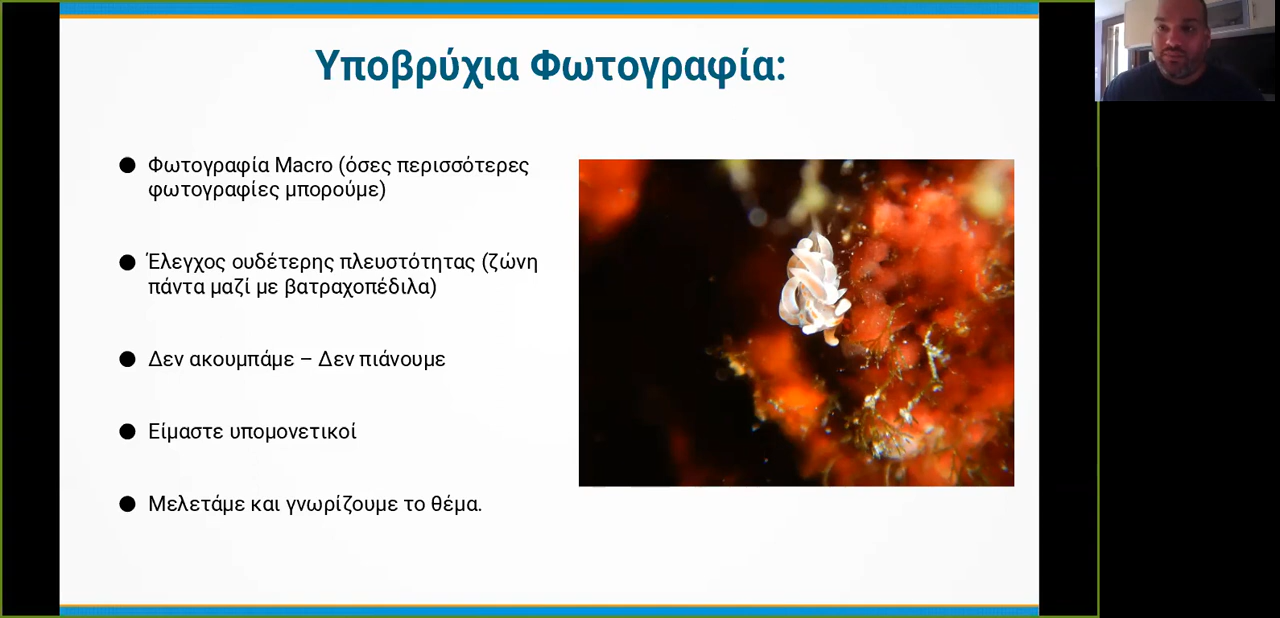 Υποβρύχια Φωτογραφία:
● Φωτογραφία Macro (όσες περισσότερες
φωτογραφίες μπορούμε)
● Έλεγχος ουδέτερης πλευστότητας (ζώνη
πάντα μαζί με βατραχοπέδιλα)
● Δεν ακουμπάμε – Δεν πιάνουμε
● Είμαστε υπομονετικοί
● Μελετάμε και γνωρίζουμε το θέμα.